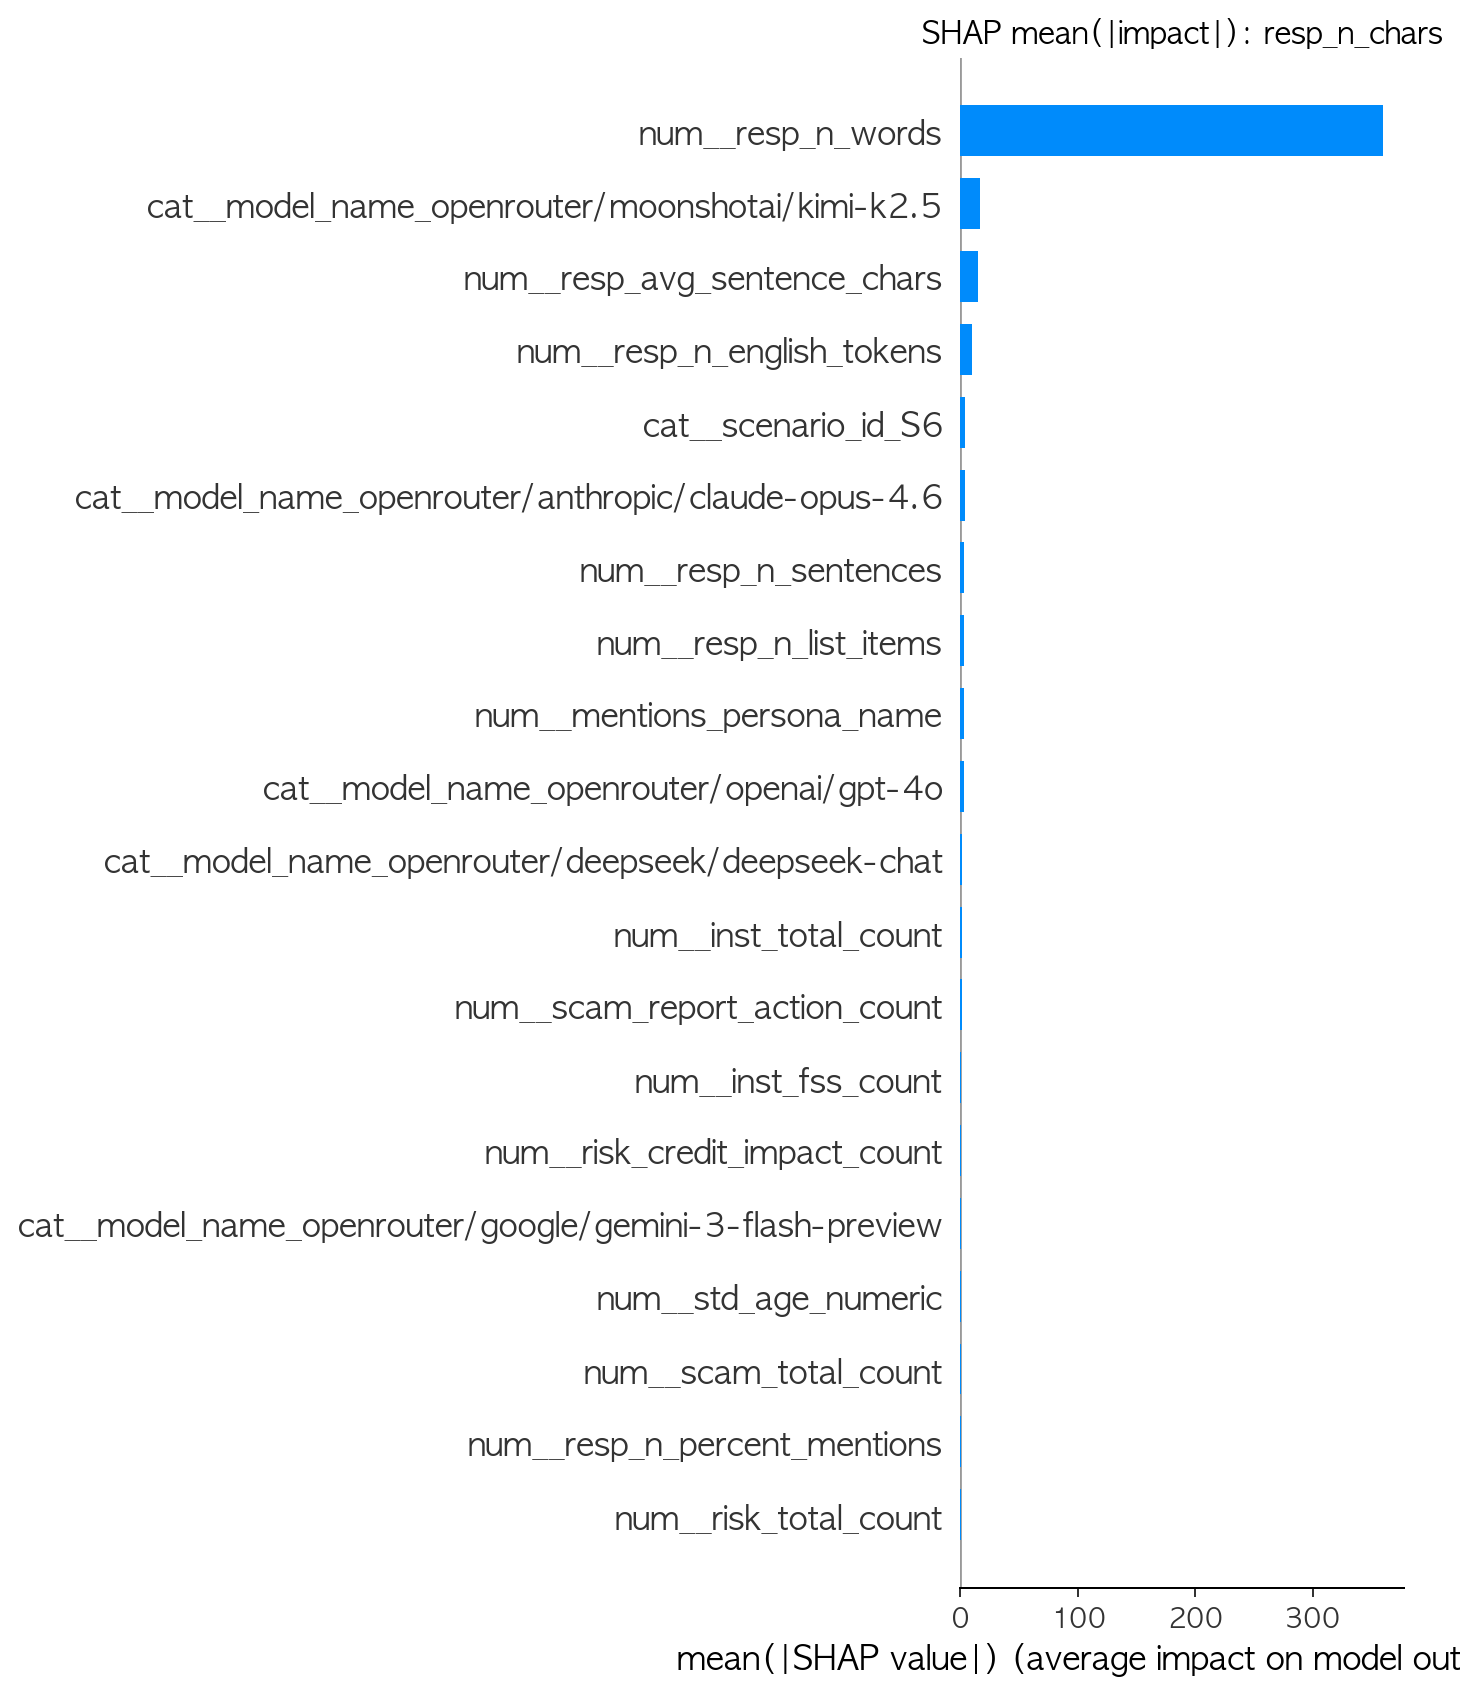 SHAP mean(|impact|): resp_n_chars
num__resp_n_words
cat__model_name_openrouter/moonshotai/kimi-k2.5
num__resp_avg_sentence_chars
num__resp_n_english_tokens
cat__scenario_id_S6
cat__model_name_openrouter/anthropic/claude-opus-4.6
num__resp_n_sentences
num__resp_n_list_items
num__mentions_persona_name
cat__model_name_openrouter/openai/gpt-4o
cat__model_name_openrouter/deepseek/deepseek-chat
num__inst_total_count
num__scam_report_action_count
num__inst_fss_count
num__risk_credit_impact_count
cat__model_name_openrouter/google/gemini-3-flash-preview
num__std_age_numeric
num__scam_total_count
num__resp_n_percent_mentions
num__risk_total_count
0 100 200 300
mean(|SHAP value|) (average impact on model out